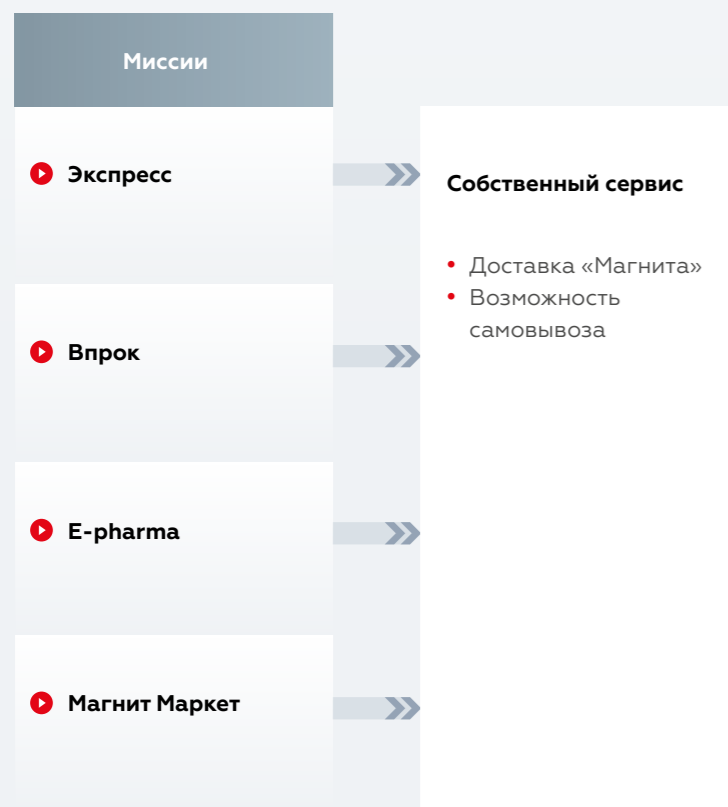 Миссии
Экспресс
Впрок
E-pharma
Магнит Маркет
Собственный сервис
• Доставка «Магнита»
• Возможность
самовывоза